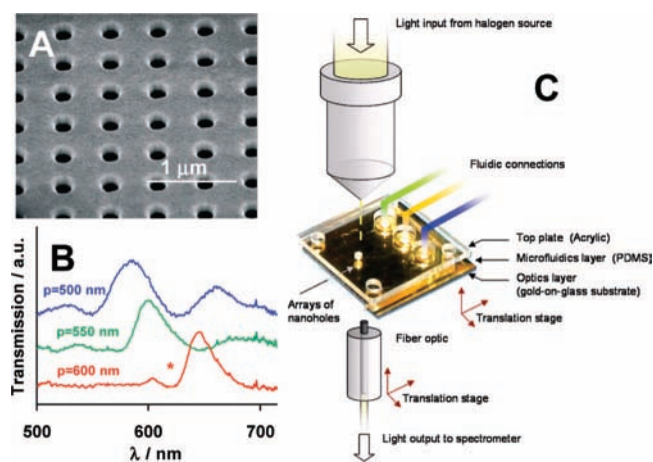 A
1 μm
B
Transmission / a.u.
p=500 nm
p=550 nm
p=600 nm
*
500
600
700
λ / nm
C
Light input from halogen source
Fluidic connections
Top plate (Acrylic)
Microfluidics layer (PDMS)
Optics layer
(gold-on-glass substrate)
Arrays of
nanoholes
Translation stage
Fiber optic
Translation stage
Light output to spectrometer